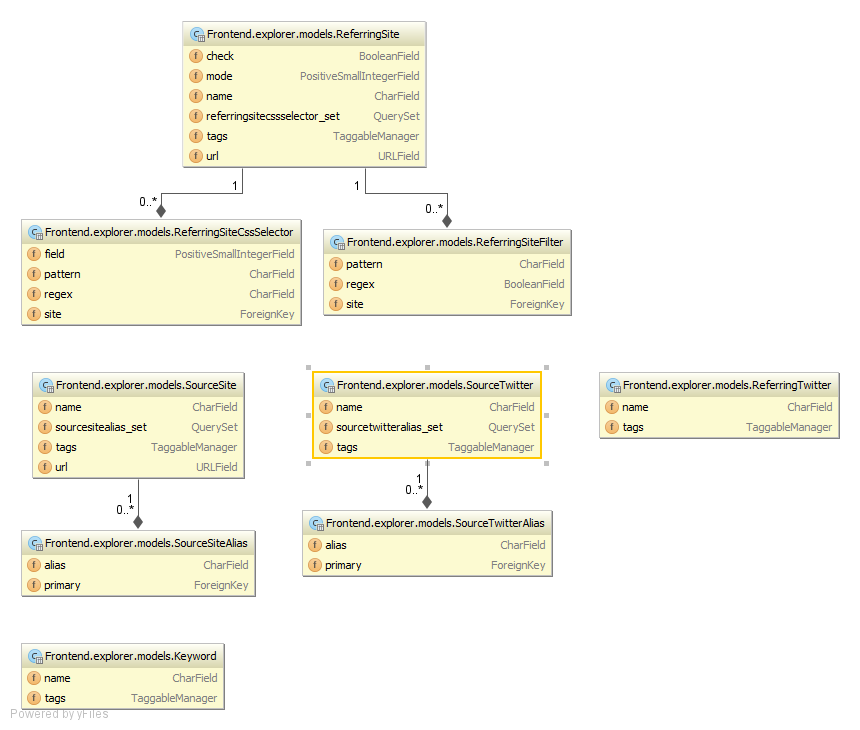 Frontend.explorer.models.ReferringSite
f check BooleanField
f mode PositiveSmallIntegerField
f name CharField
f referringsitecssselector_set QuerySet
f tags TaggableManager
f url URLField
1 1
0..* 0..*
Frontend.explorer.models.ReferringSiteCssSelector
f field PositiveSmallIntegerField
f pattern CharField
f regex CharField
f site ForeignKey
Frontend.explorer.models.ReferringSiteFilter
f pattern CharField
f regex BooleanField
f site ForeignKey
Frontend.explorer.models.SourceSite
f name CharField
f sourcesitealias_set QuerySet
f tags TaggableManager
f url URLField
Frontend.explorer.models.SourceTwitter
f name CharField
f sourcetwitteralias_set QuerySet
f tags TaggableManager
Frontend.explorer.models.ReferringTwitter
f name CharField
f tags TaggableManager
1
0..*
1
0..*
Frontend.explorer.models.SourceSiteAlias
f alias CharField
f primary ForeignKey
Frontend.explorer.models.SourceTwitterAlias
f alias CharField
f primary ForeignKey
Frontend.explorer.models.Keyword
f name CharField
f tags TaggableManager
Powered by yFiles